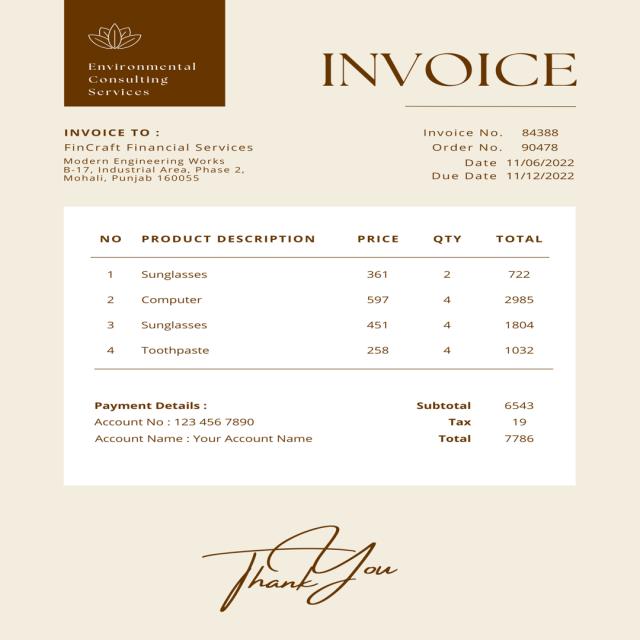 Environmental
Consulting
Services
INVOICE
INVOICE TO :
FinCraft Financial Services
Modern Engineering Works
B-17, Industrial Area, Phase 2,
Mohali, Punjab 160055
Invoice No. 84388
Order No. 90478
Date 11/06/2022
Due Date 11/12/2022
NO PRODUCT DESCRIPTION PRICE QTY TOTAL
1 Sunglasses 361 2 722
2 Computer 597 4 2985
3 Sunglasses 451 4 1804
4 Toothpaste 258 4 1032
Payment Details :
Account No : 123 456 7890
Account Name : Your Account Name
Subtotal 6543
Tax 19
Total 7786
Thank You